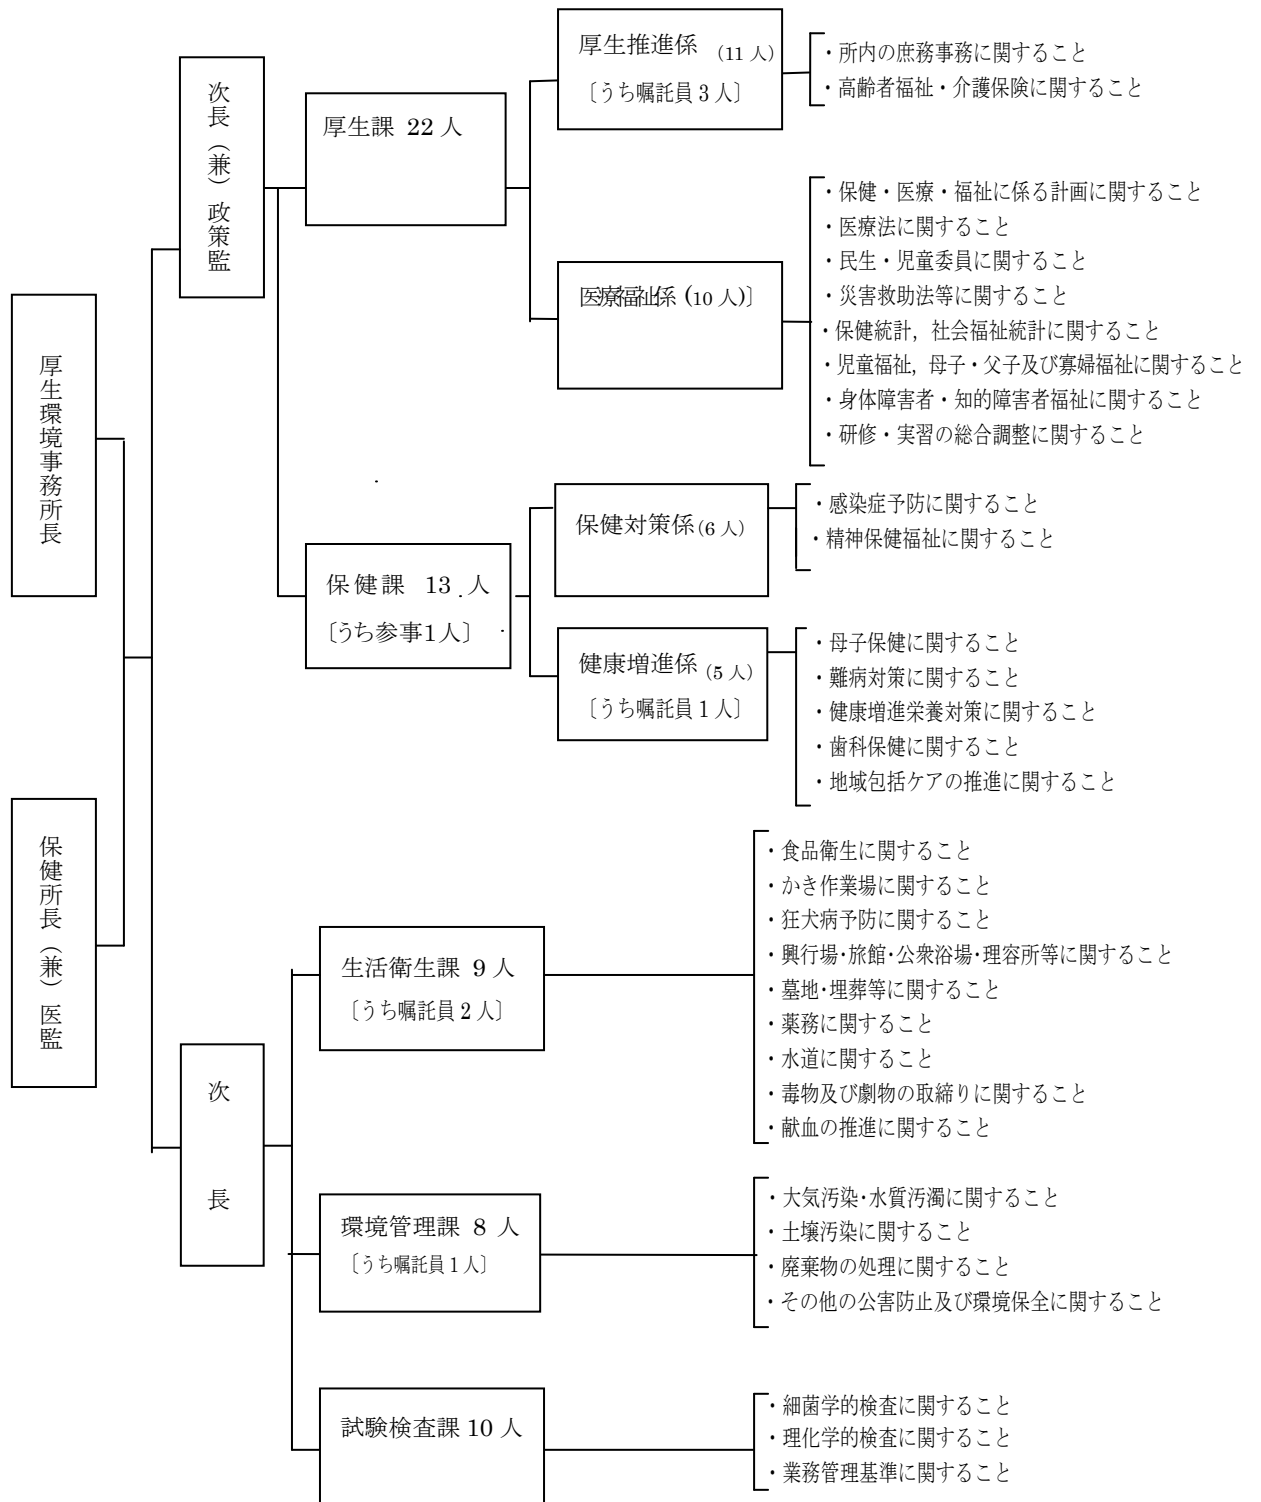 厚生環境事務所長
保健所長（兼）医監
次長（兼）政策監
厚生課 22 人
厚生推進係 (11 人)
〔うち嘱託員 3 人〕
・所内の庶務事務に関すること
・高齢者福祉・介護保険に関すること
医療福祉係 (10 人)〕
・保健・医療・福祉に係る計画に関すること
・医療法に関すること
・民生・児童委員に関すること
・災害救助法等に関すること
・保健統計，社会福祉統計に関すること
・児童福祉，母子・父子及び寡婦福祉に関すること
・身体障害者・知的障害者福祉に関すること
・研修・実習の総合調整に関すること
保健課 13 人
〔うち参事1人〕
保健対策係(6 人)
・感染症予防に関すること
・精神保健福祉に関すること
健康増進係 (5 人)
〔うち嘱託員 1 人〕
・母子保健に関すること
・難病対策に関すること
・健康増進栄養対策に関すること
・歯科保健に関すること
・地域包括ケアの推進に関すること
次長
生活衛生課 9 人
〔うち嘱託員 2 人〕
・食品衛生に関すること
・かき作業場に関すること
・狂犬病予防に関すること
・興行場・旅館・公衆浴場・理容所等に関すること
・墓地・埋葬等に関すること
・薬務に関すること
・水道に関すること
・毒物及び劇物の取締りに関すること
・献血の推進に関すること
環境管理課 8 人
〔うち嘱託員 1 人〕
・大気汚染・水質汚濁に関すること
・土壌汚染に関すること
・廃棄物の処理に関すること
・その他の公害防止及び環境保全に関すること
試験検査課 10 人
・細菌学的検査に関すること
・理化学的検査に関すること
・業務管理基準に関すること